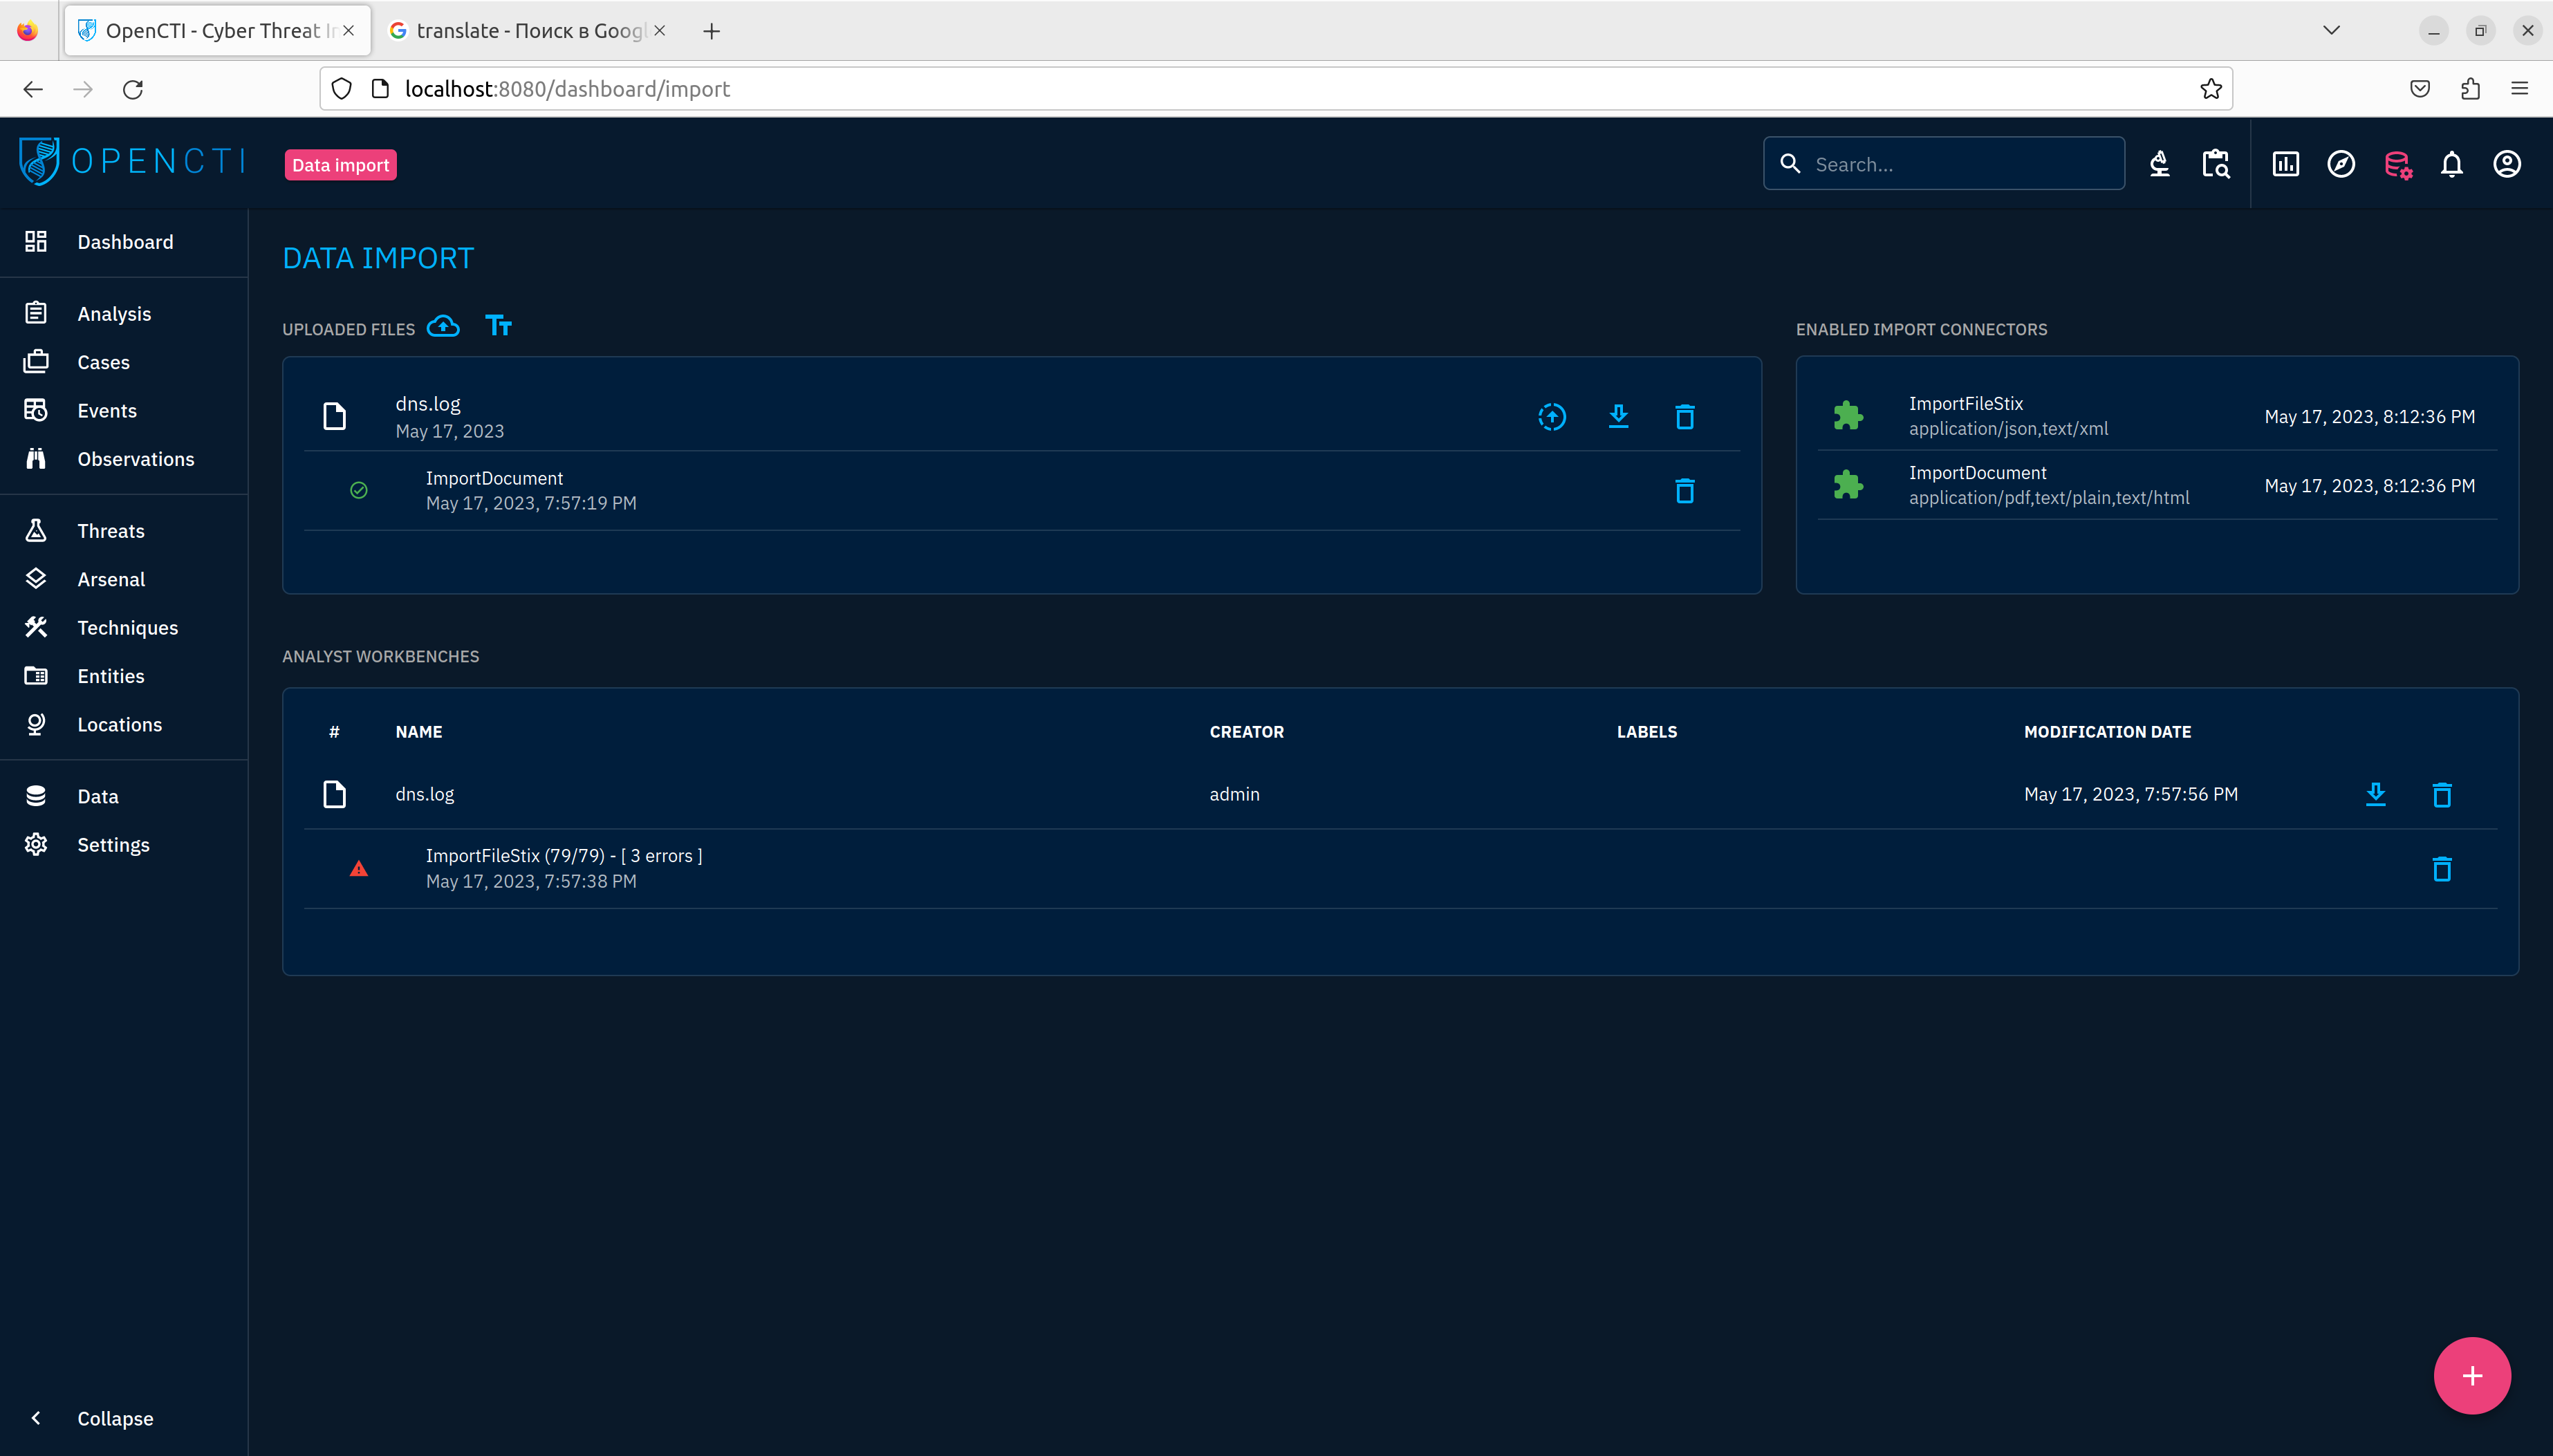 OpenCTI - Cyber Threat In
translate - Поиск в Googl
localhost:8080/dashboard/import
OPENCTI
Data import
Search...
Dashboard
Analysis
Cases
Events
Observations
Threats
Arsenal
Techniques
Entities
Locations
Data
Settings
Collapse
DATA IMPORT
UPLOADED FILES
dns.log
May 17, 2023
ImportDocument
May 17, 2023, 7:57:19 PM
ENABLED IMPORT CONNECTORS
ImportFileStix
application/json,text/xml
May 17, 2023, 8:12:36 PM
ImportDocument
application/pdf,text/plain,text/html
May 17, 2023, 8:12:36 PM
ANALYST WORKBENCHES
# NAME CREATOR LABELS MODIFICATION DATE
dns.log admin May 17, 2023, 7:57:56 PM
ImportFileStix (79/79) - [ 3 errors ]
May 17, 2023, 7:57:38 PM